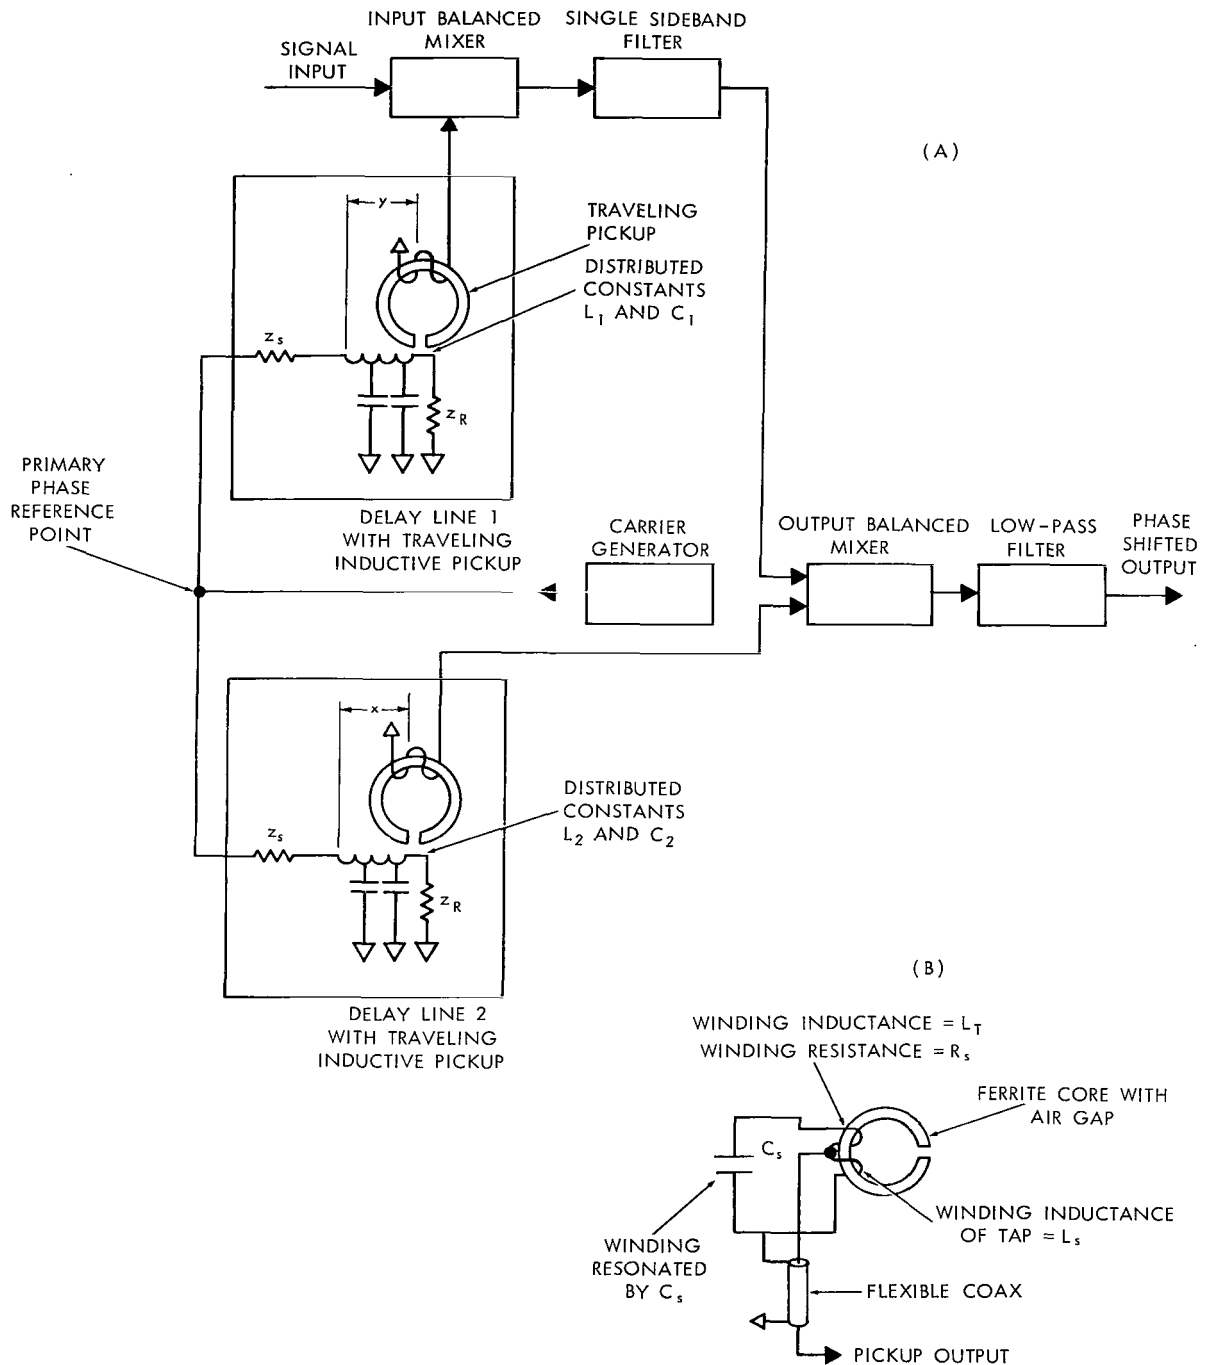 INPUT BALANCED
MIXER
SINGLE SIDEBAND
FILTER
SIGNAL
INPUT
(A)
y
TRAVELING
PICKUP
DISTRIBUTED
CONSTANTS
L₁ AND C₁
zₛ
z_R
PRIMARY
PHASE
REFERENCE
POINT
DELAY LINE 1
WITH TRAVELING
INDUCTIVE PICKUP
CARRIER
GENERATOR
OUTPUT BALANCED
MIXER
LOW-PASS
FILTER
PHASE
SHIFTED
OUTPUT
x
DISTRIBUTED
CONSTANTS
L₂ AND C₂
zₛ
z_R
DELAY LINE 2
WITH TRAVELING
INDUCTIVE PICKUP
(B)
WINDING INDUCTANCE = L_T
WINDING RESISTANCE = Rₛ
FERRITE CORE WITH
AIR GAP
Cₛ
WINDING INDUCTANCE
OF TAP = Lₛ
WINDING
RESONATED
BY Cₛ
FLEXIBLE COAX
PICKUP OUTPUT